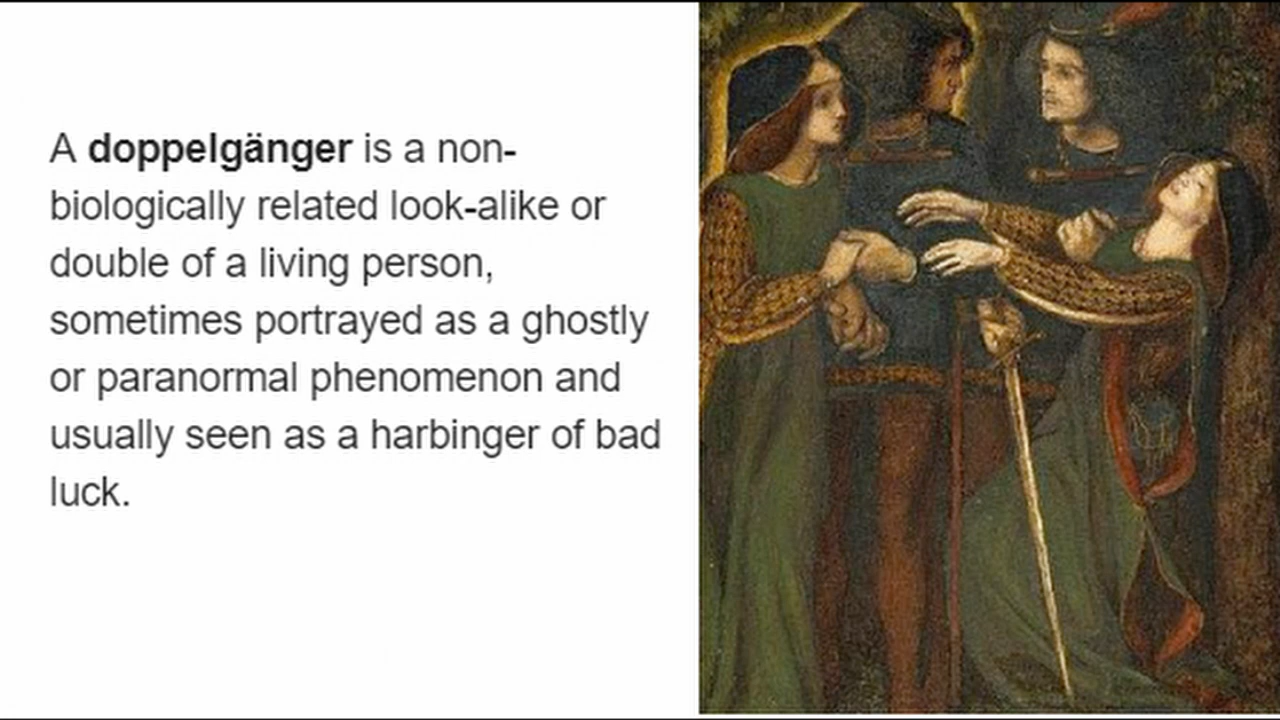 A doppelgänger is a non-
biologically related look-alike or
double of a living person,
sometimes portrayed as a ghostly
or paranormal phenomenon and
usually seen as a harbinger of bad
luck.